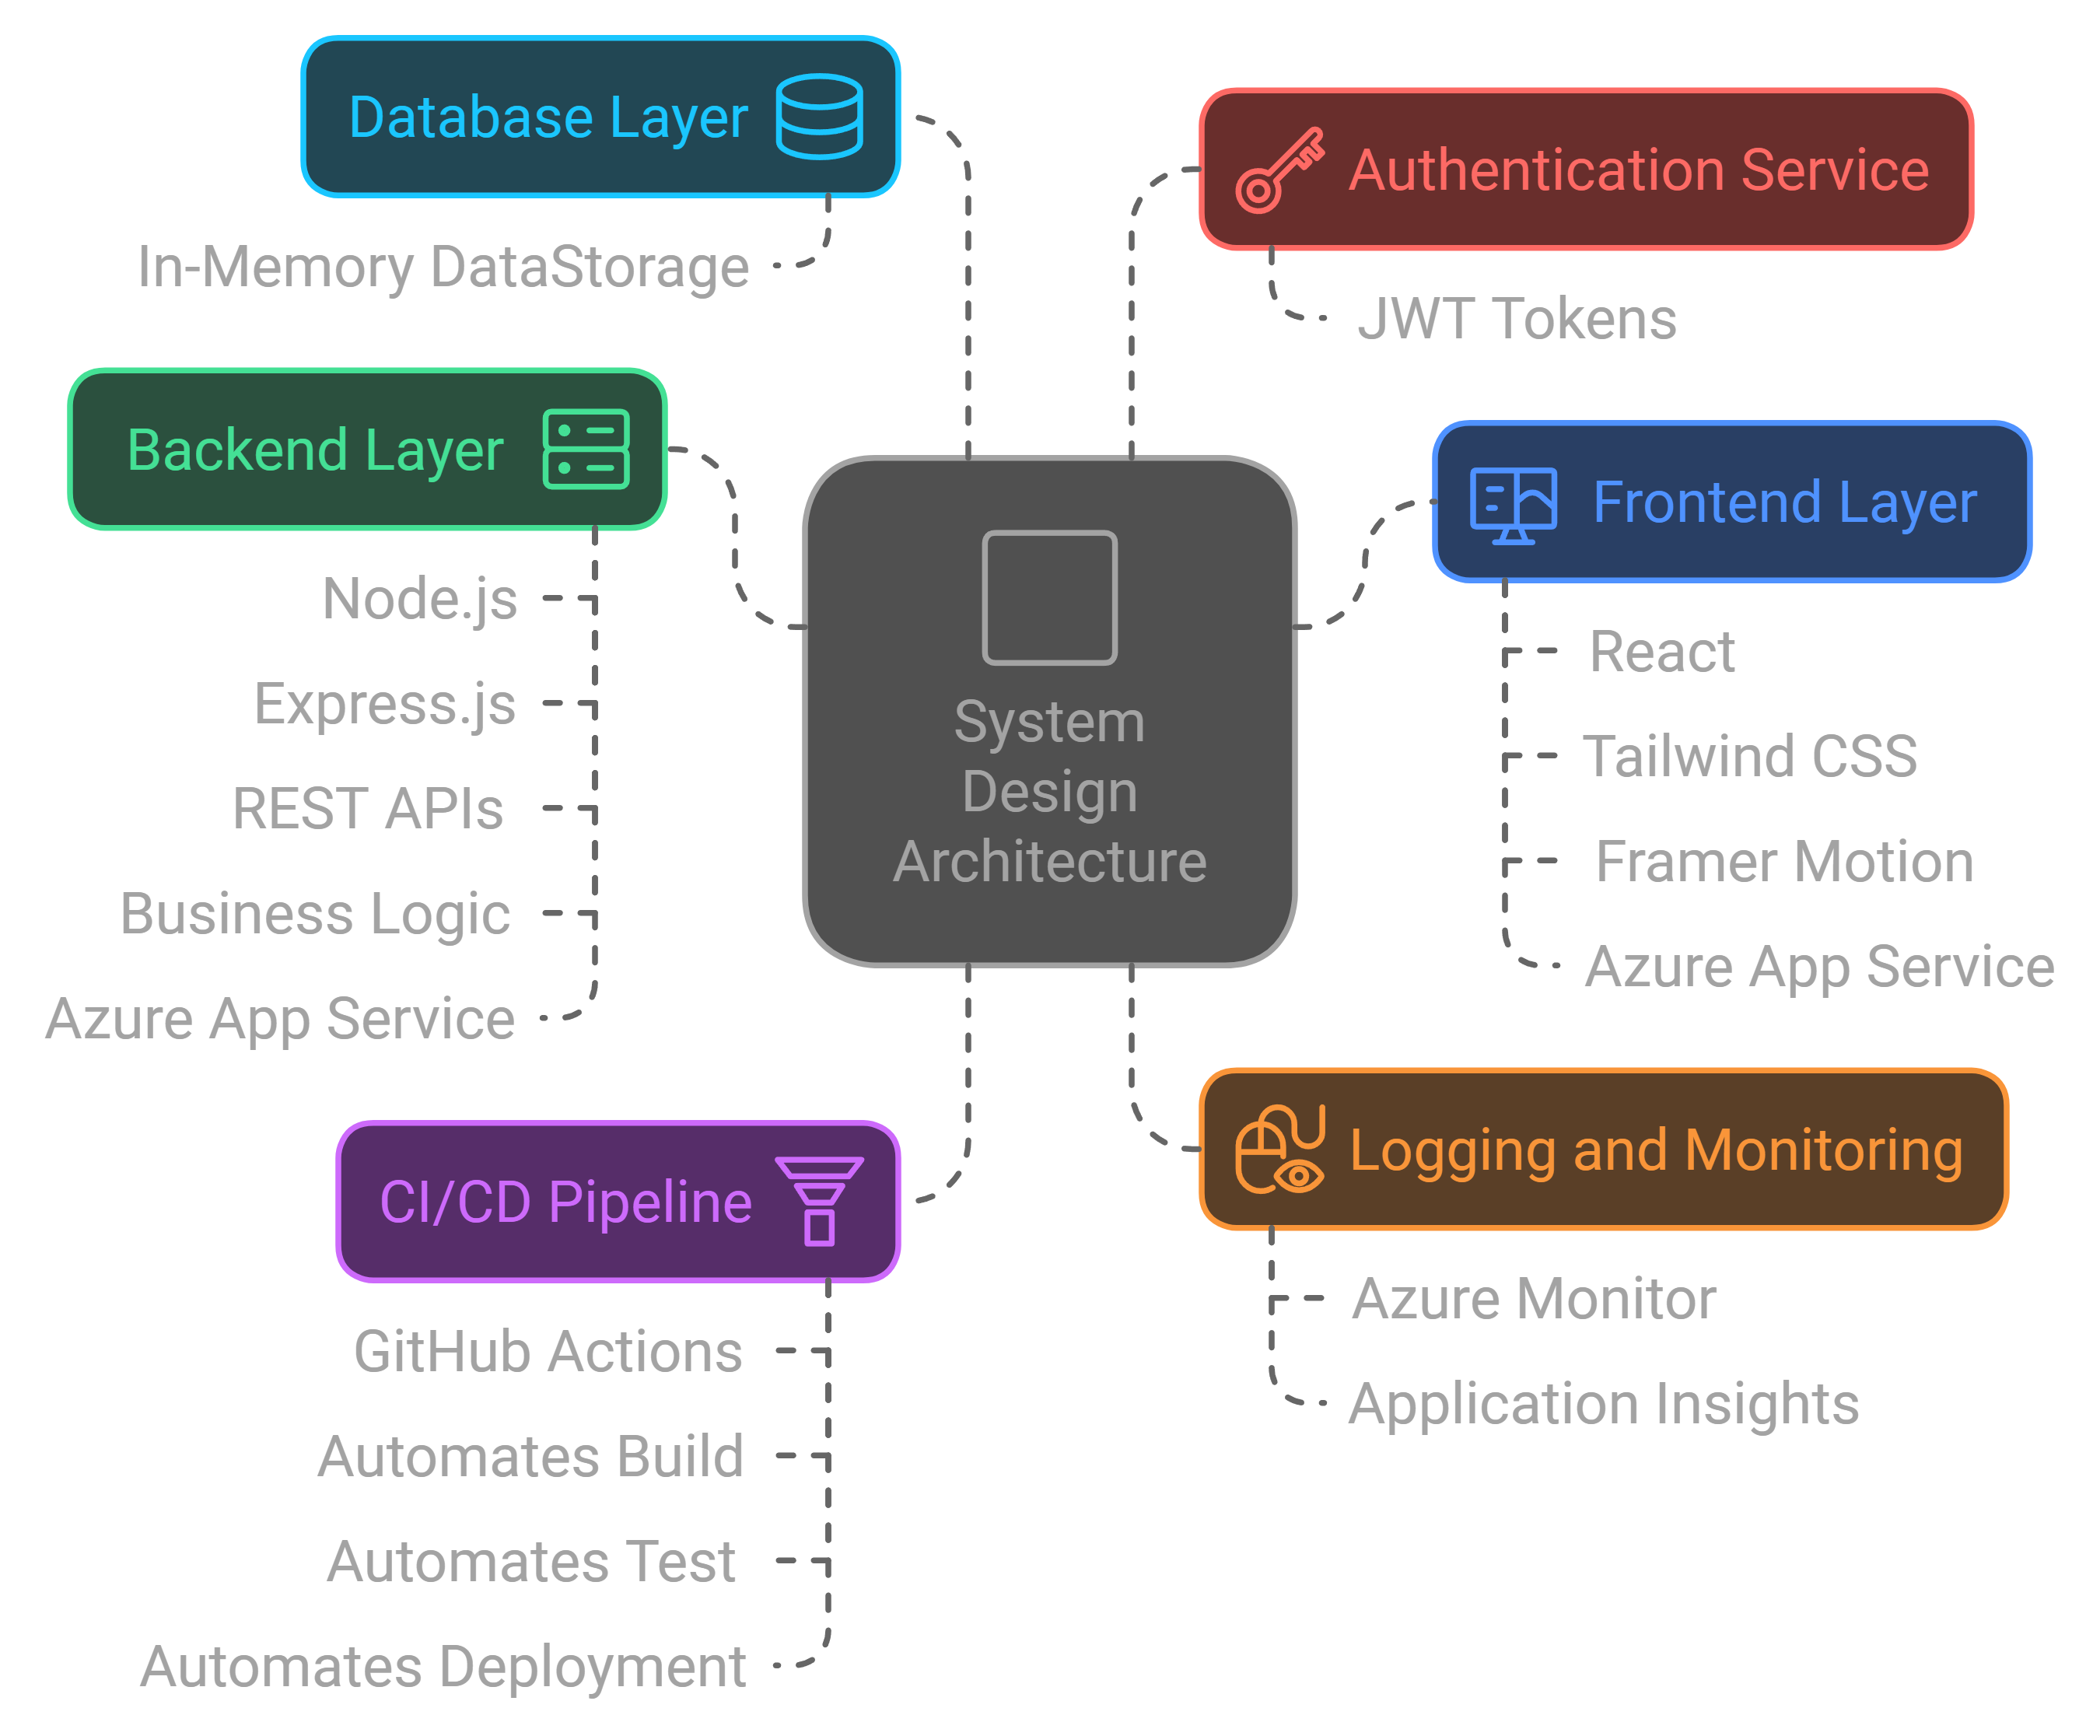 Database Layer
In-Memory DataStorage
Authentication Service
JWT Tokens
Backend Layer
Node.js
Express.js
REST APIs
Business Logic
Azure App Service
System
Design
Architecture
Frontend Layer
React
Tailwind CSS
Framer Motion
Azure App Service
CI/CD Pipeline
GitHub Actions
Automates Build
Automates Test
Automates Deployment
Logging and Monitoring
Azure Monitor
Application Insights